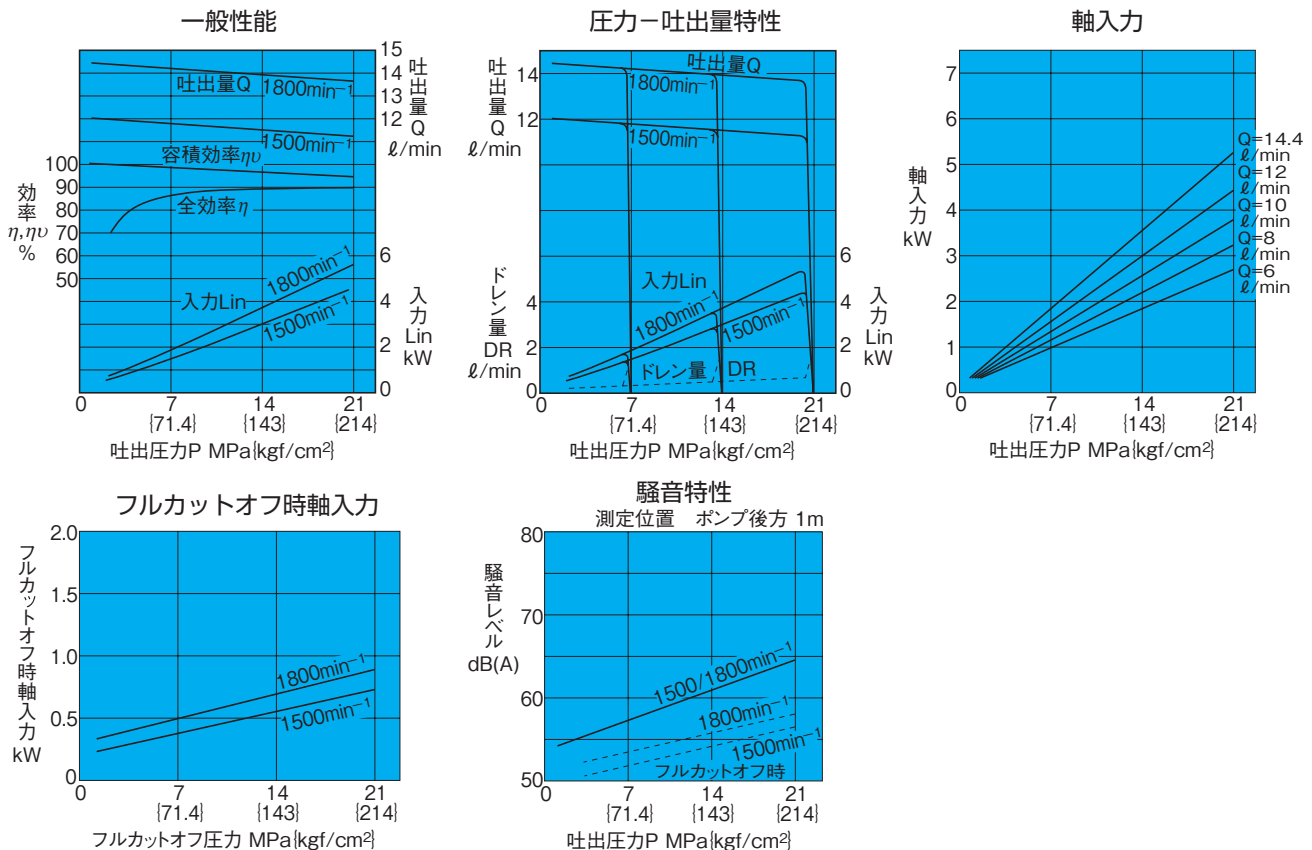 一般性能
15
14
13
12
11
吐出量Q ℓ/min
吐出量Q 1800min⁻¹
1500min⁻¹
容積効率ηυ
全効率η
100
90
80
70
60
50
効率 η,ηυ %
入力Lin
1800min⁻¹
1500min⁻¹
6
4
2
0
入力Lin kW
0 7 14 21
{71.4} {143} {214}
吐出圧力P MPa{kgf/cm²}
圧力－吐出量特性
吐出量Q ℓ/min
14
12
吐出量Q
1800min⁻¹
1500min⁻¹
ドレン量DR ℓ/min
4
2
0
入力Lin
1800min⁻¹
1500min⁻¹
ドレン量 DR
6
4
2
0
入力Lin kW
0 7 14 21
{71.4} {143} {214}
吐出圧力P MPa{kgf/cm²}
軸入力
7
6
5
4
3
2
1
0
軸入力 kW
Q=14.4 ℓ/min
Q=12 ℓ/min
Q=10 ℓ/min
Q=8 ℓ/min
Q=6 ℓ/min
0 7 14 21
{71.4} {143} {214}
吐出圧力P MPa{kgf/cm²}
フルカットオフ時軸入力
2.0
1.5
1.0
0.5
0
フルカットオフ時軸入力 kW
1800min⁻¹
1500min⁻¹
0 7 14 21
{71.4} {143} {214}
フルカットオフ圧力 MPa{kgf/cm²}
騒音特性
測定位置 ポンプ後方 1m
80
70
60
50
騒音レベル dB(A)
1500/1800min⁻¹
1800min⁻¹
1500min⁻¹
フルカットオフ時
0 7 14 21
{71.4} {143} {214}
吐出圧力P MPa{kgf/cm²}